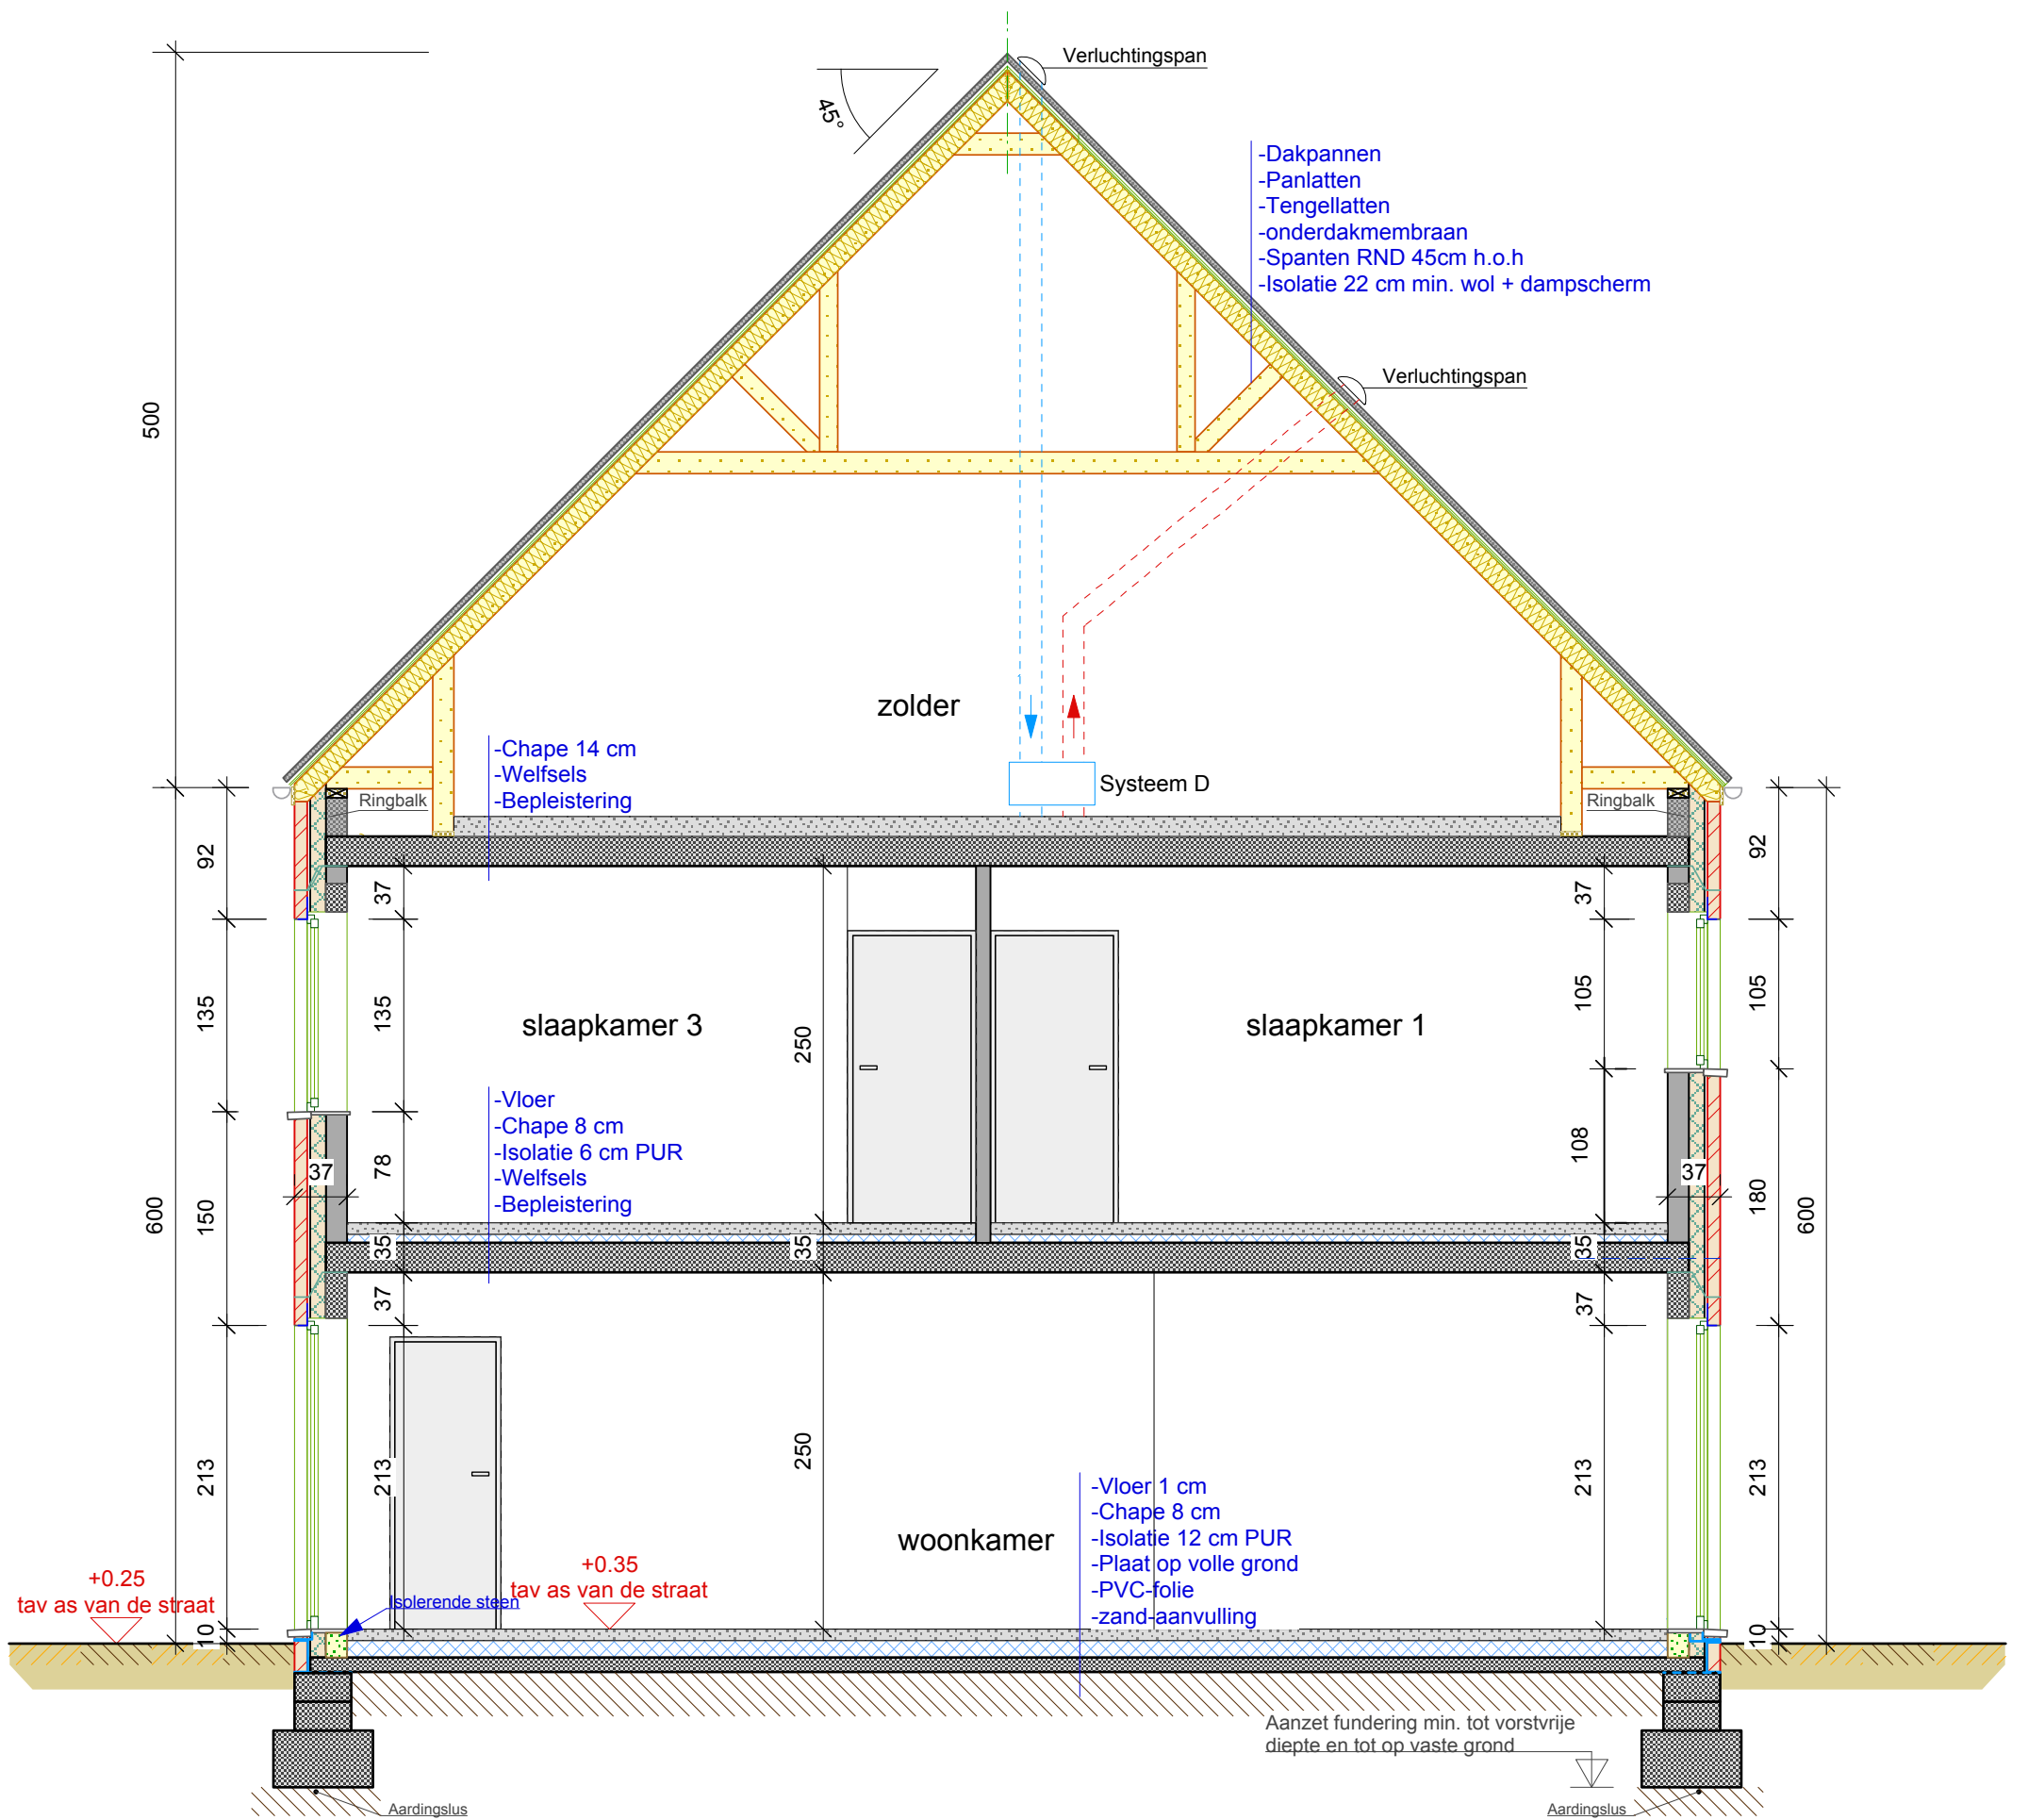 Verluchtingspan
45°
-Dakpannen
-Panlatten
-Tengellatten
-onderdakmembraan
-Spanten RND 45cm h.o.h
-Isolatie 22 cm min. wol + dampscherm
Verluchtingspan
500
zolder
-Chape 14 cm
-Welfsels
-Bepleistering
Systeem D
Ringbalk
Ringbalk
92
37
37
92
135
135
slaapkamer 3
250
slaapkamer 1
105
105
-Vloer
-Chape 8 cm
-Isolatie 6 cm PUR
-Welfsels
-Bepleistering
600
150
37
78
108
37
180
600
35
35
35
37
37
213
213
250
213
213
-Vloer 1 cm
-Chape 8 cm
-Isolatie 12 cm PUR
-Plaat op volle grond
-PVC-folie
-zand-aanvulling
woonkamer
+0.25
tav as van de straat
+0.35
tav as van de straat
Isolerende steen
10
10
Aanzet fundering min. tot vorstvrije
diepte en tot op vaste grond
Aardingslus
Aardingslus